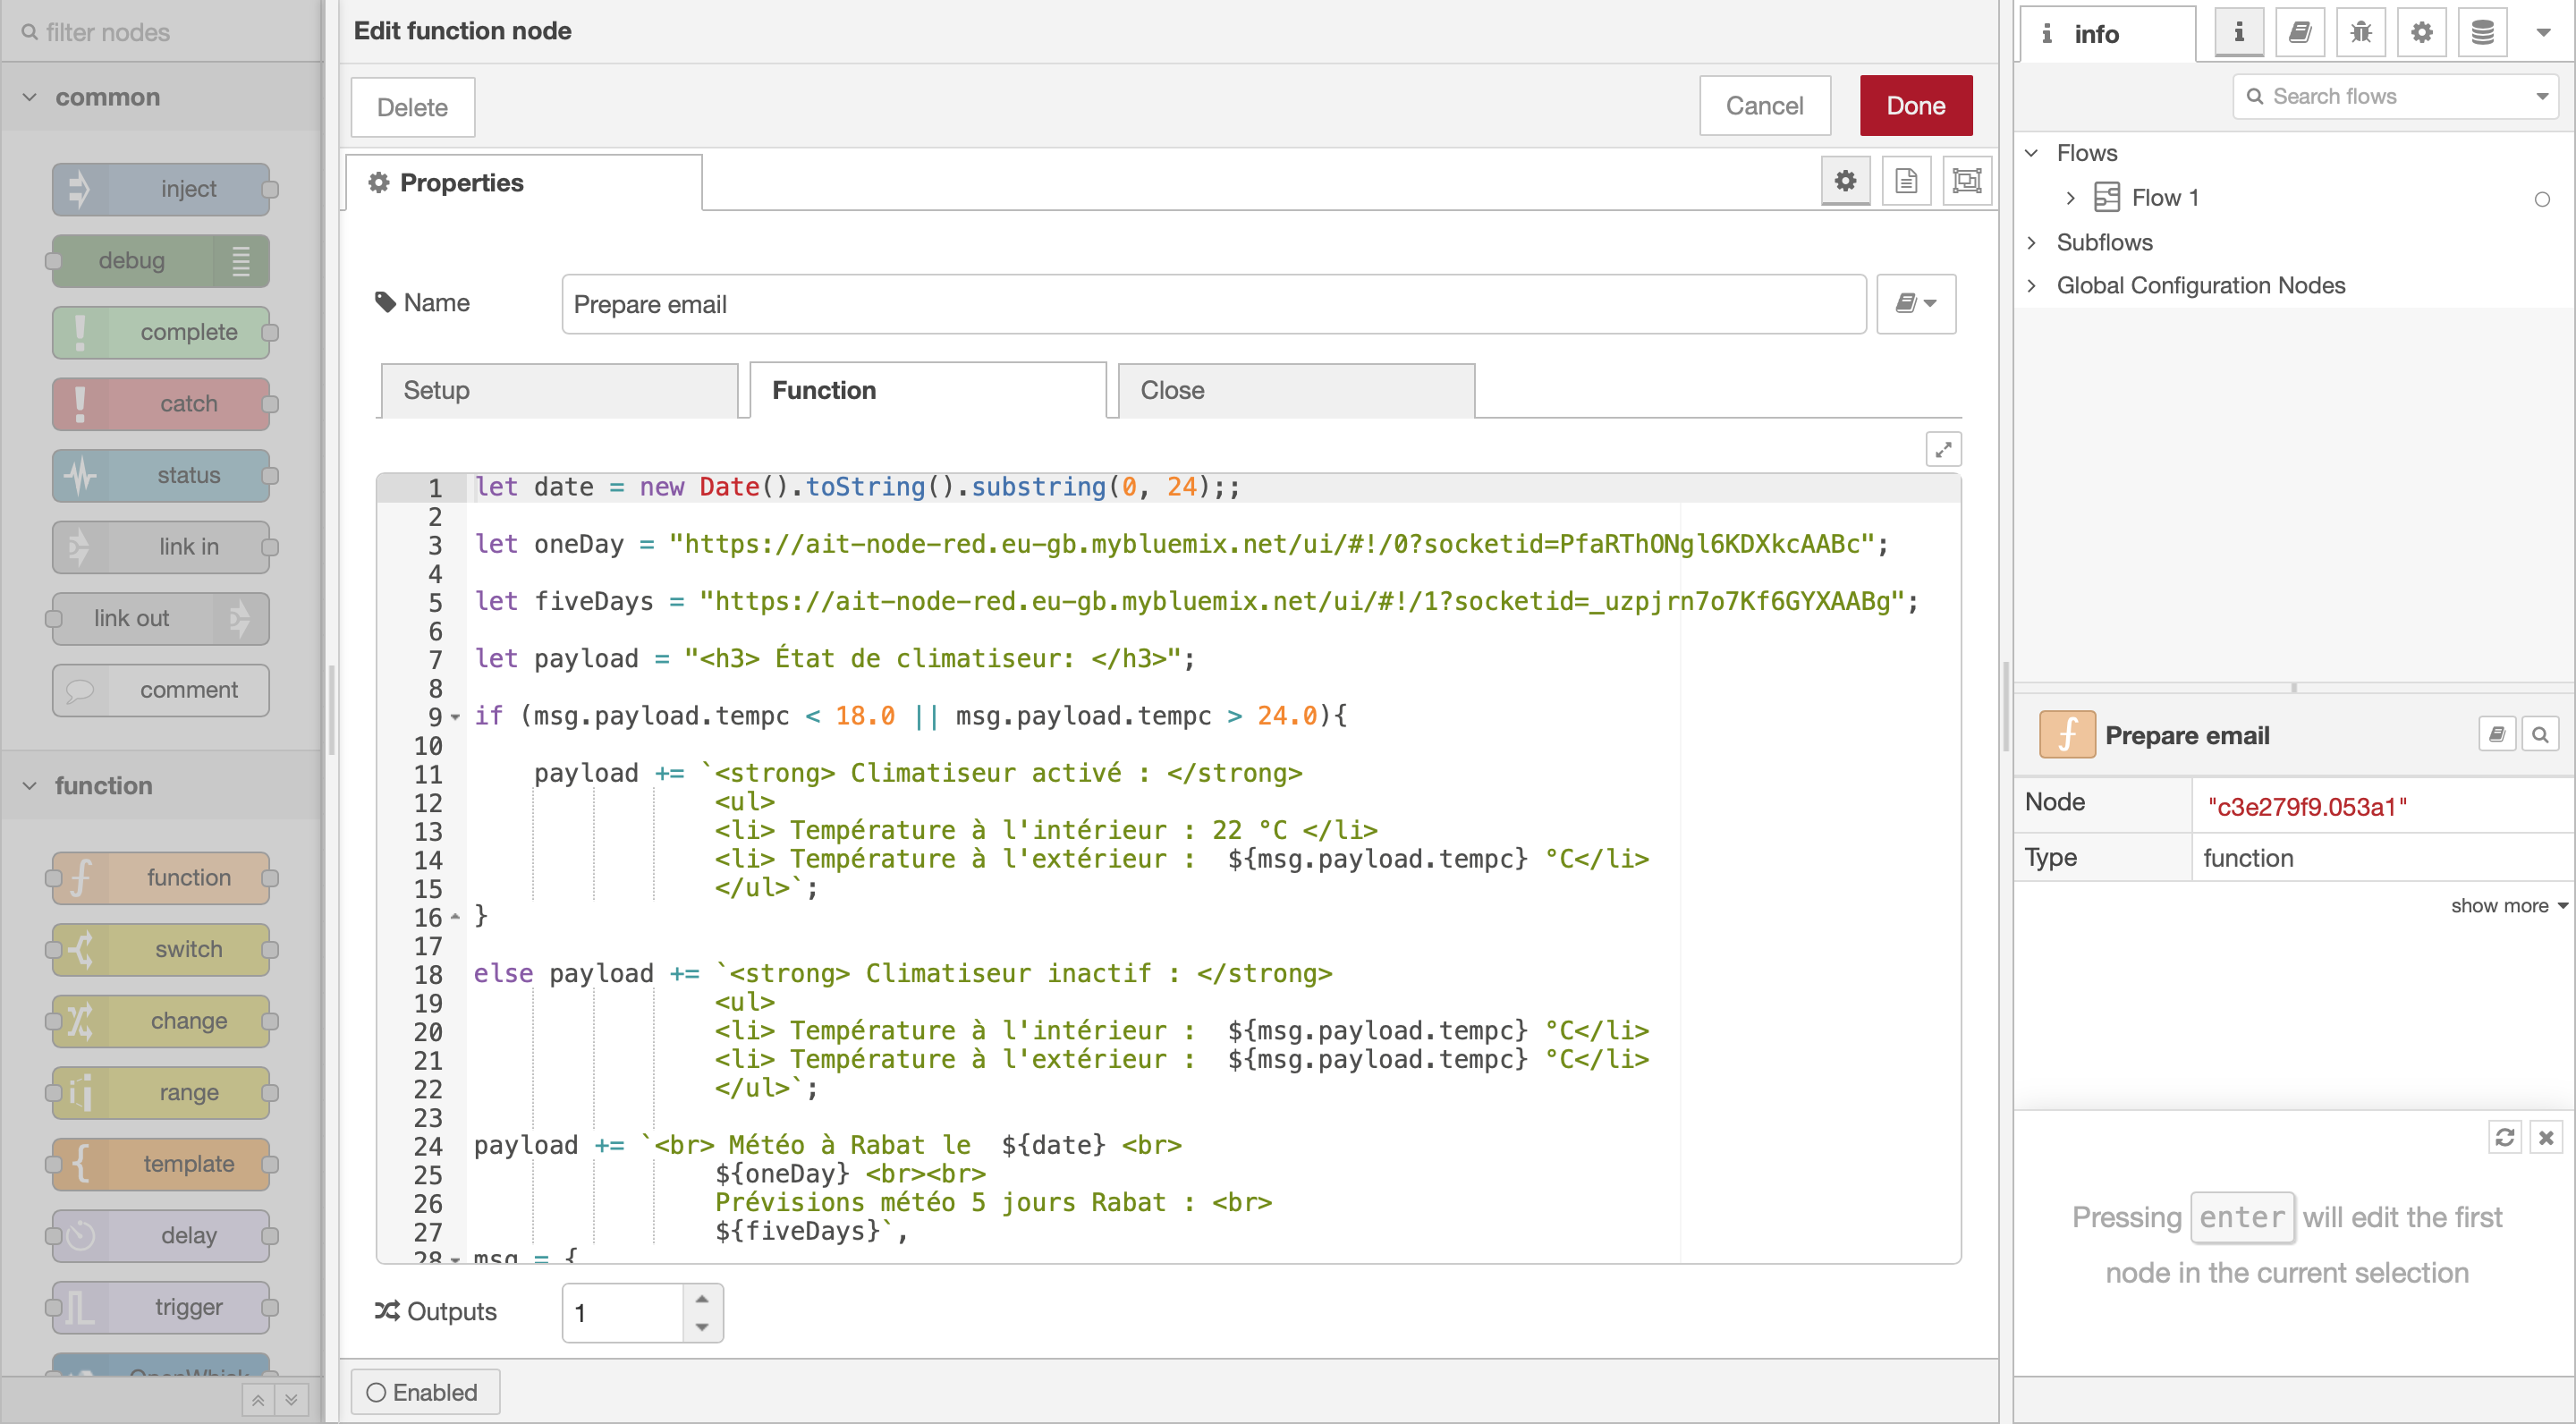 filter nodes
common
inject
debug
complete
catch
status
link in
link out
comment
function
function
switch
change
range
template
delay
trigger
OpenWhisk
Edit function node
Delete
Cancel
Done
Properties
Name
Prepare email
Setup
Function
Close
1 let date = new Date().toString().substring(0, 24);;
2
3 let oneDay = "https://ait-node-red.eu-gb.mybluemix.net/ui/#!/0?socketid=PfaRThONgl6KDXkcAABc";
4
5 let fiveDays = "https://ait-node-red.eu-gb.mybluemix.net/ui/#!/1?socketid=_uzpjrn7o7Kf6GYXAABg";
6
7 let payload = "<h3> État de climatiseur: </h3>";
8
9 if (msg.payload.tempc < 18.0 || msg.payload.tempc > 24.0){
10
11 payload += `<strong> Climatiseur activé : </strong>
12 <ul>
13 <li> Température à l'intérieur : 22 °C </li>
14 <li> Température à l'extérieur :  ${msg.payload.tempc} °C</li>
15 </ul>`;
16 }
17
18 else payload += `<strong> Climatiseur inactif : </strong>
19 <ul>
20 <li> Température à l'intérieur :  ${msg.payload.tempc} °C</li>
21 <li> Température à l'extérieur :  ${msg.payload.tempc} °C</li>
22 </ul>`;
23
24 payload += `<br> Météo à Rabat le  ${date} <br>
25 ${oneDay} <br><br>
26 Prévisions météo 5 jours Rabat : <br>
27 ${fiveDays}`,
28 msg = {
Outputs
1
Enabled
info
Search flows
Flows
Flow 1
Subflows
Global Configuration Nodes
Prepare email
Node "c3e279f9.053a1"
Type function
show more
Pressing enter will edit the first
node in the current selection